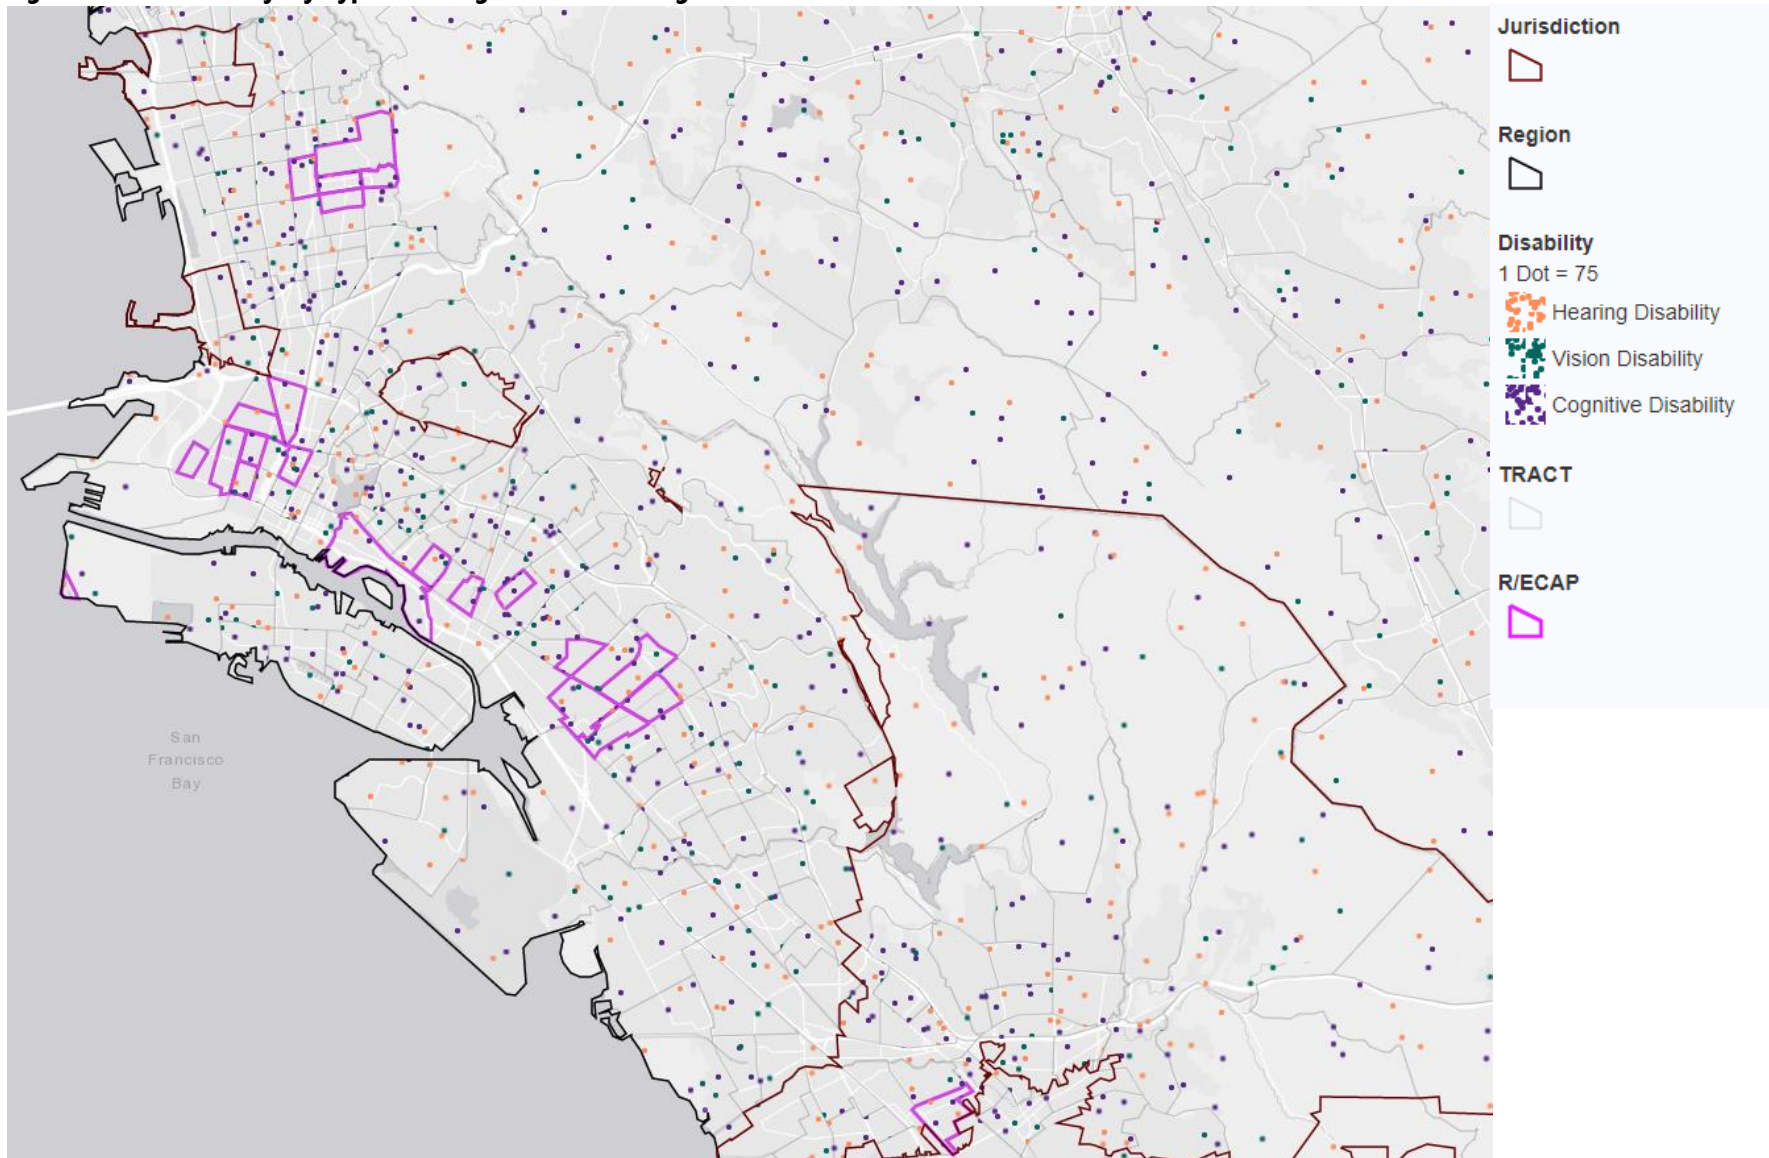 Jurisdiction
Region
Disability
1 Dot = 75
Hearing Disability
Vision Disability
Cognitive Disability
TRACT
R/ECAP
San
Francisco
Bay